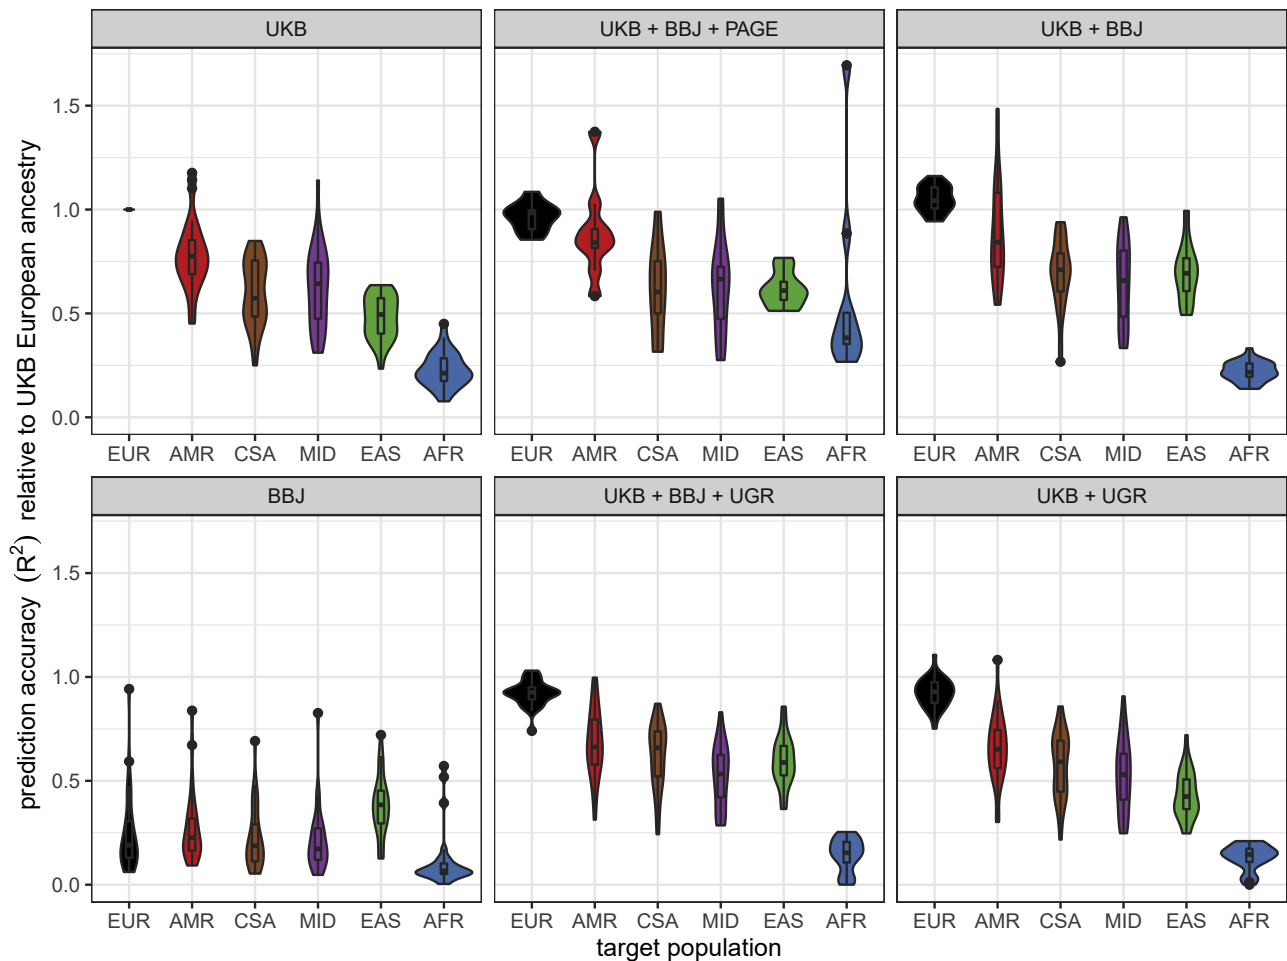 UKB
UKB + BBJ + PAGE
UKB + BBJ
1.5
1.0
0.5
0.0
EUR AMR CSA MID EAS AFR
EUR AMR CSA MID EAS AFR
EUR AMR CSA MID EAS AFR
BBJ
UKB + BBJ + UGR
UKB + UGR
1.5
1.0
0.5
0.0
EUR AMR CSA MID EAS AFR
EUR AMR CSA MID EAS AFR
EUR AMR CSA MID EAS AFR
target population
prediction accuracy (R²) relative to UKB European ancestry